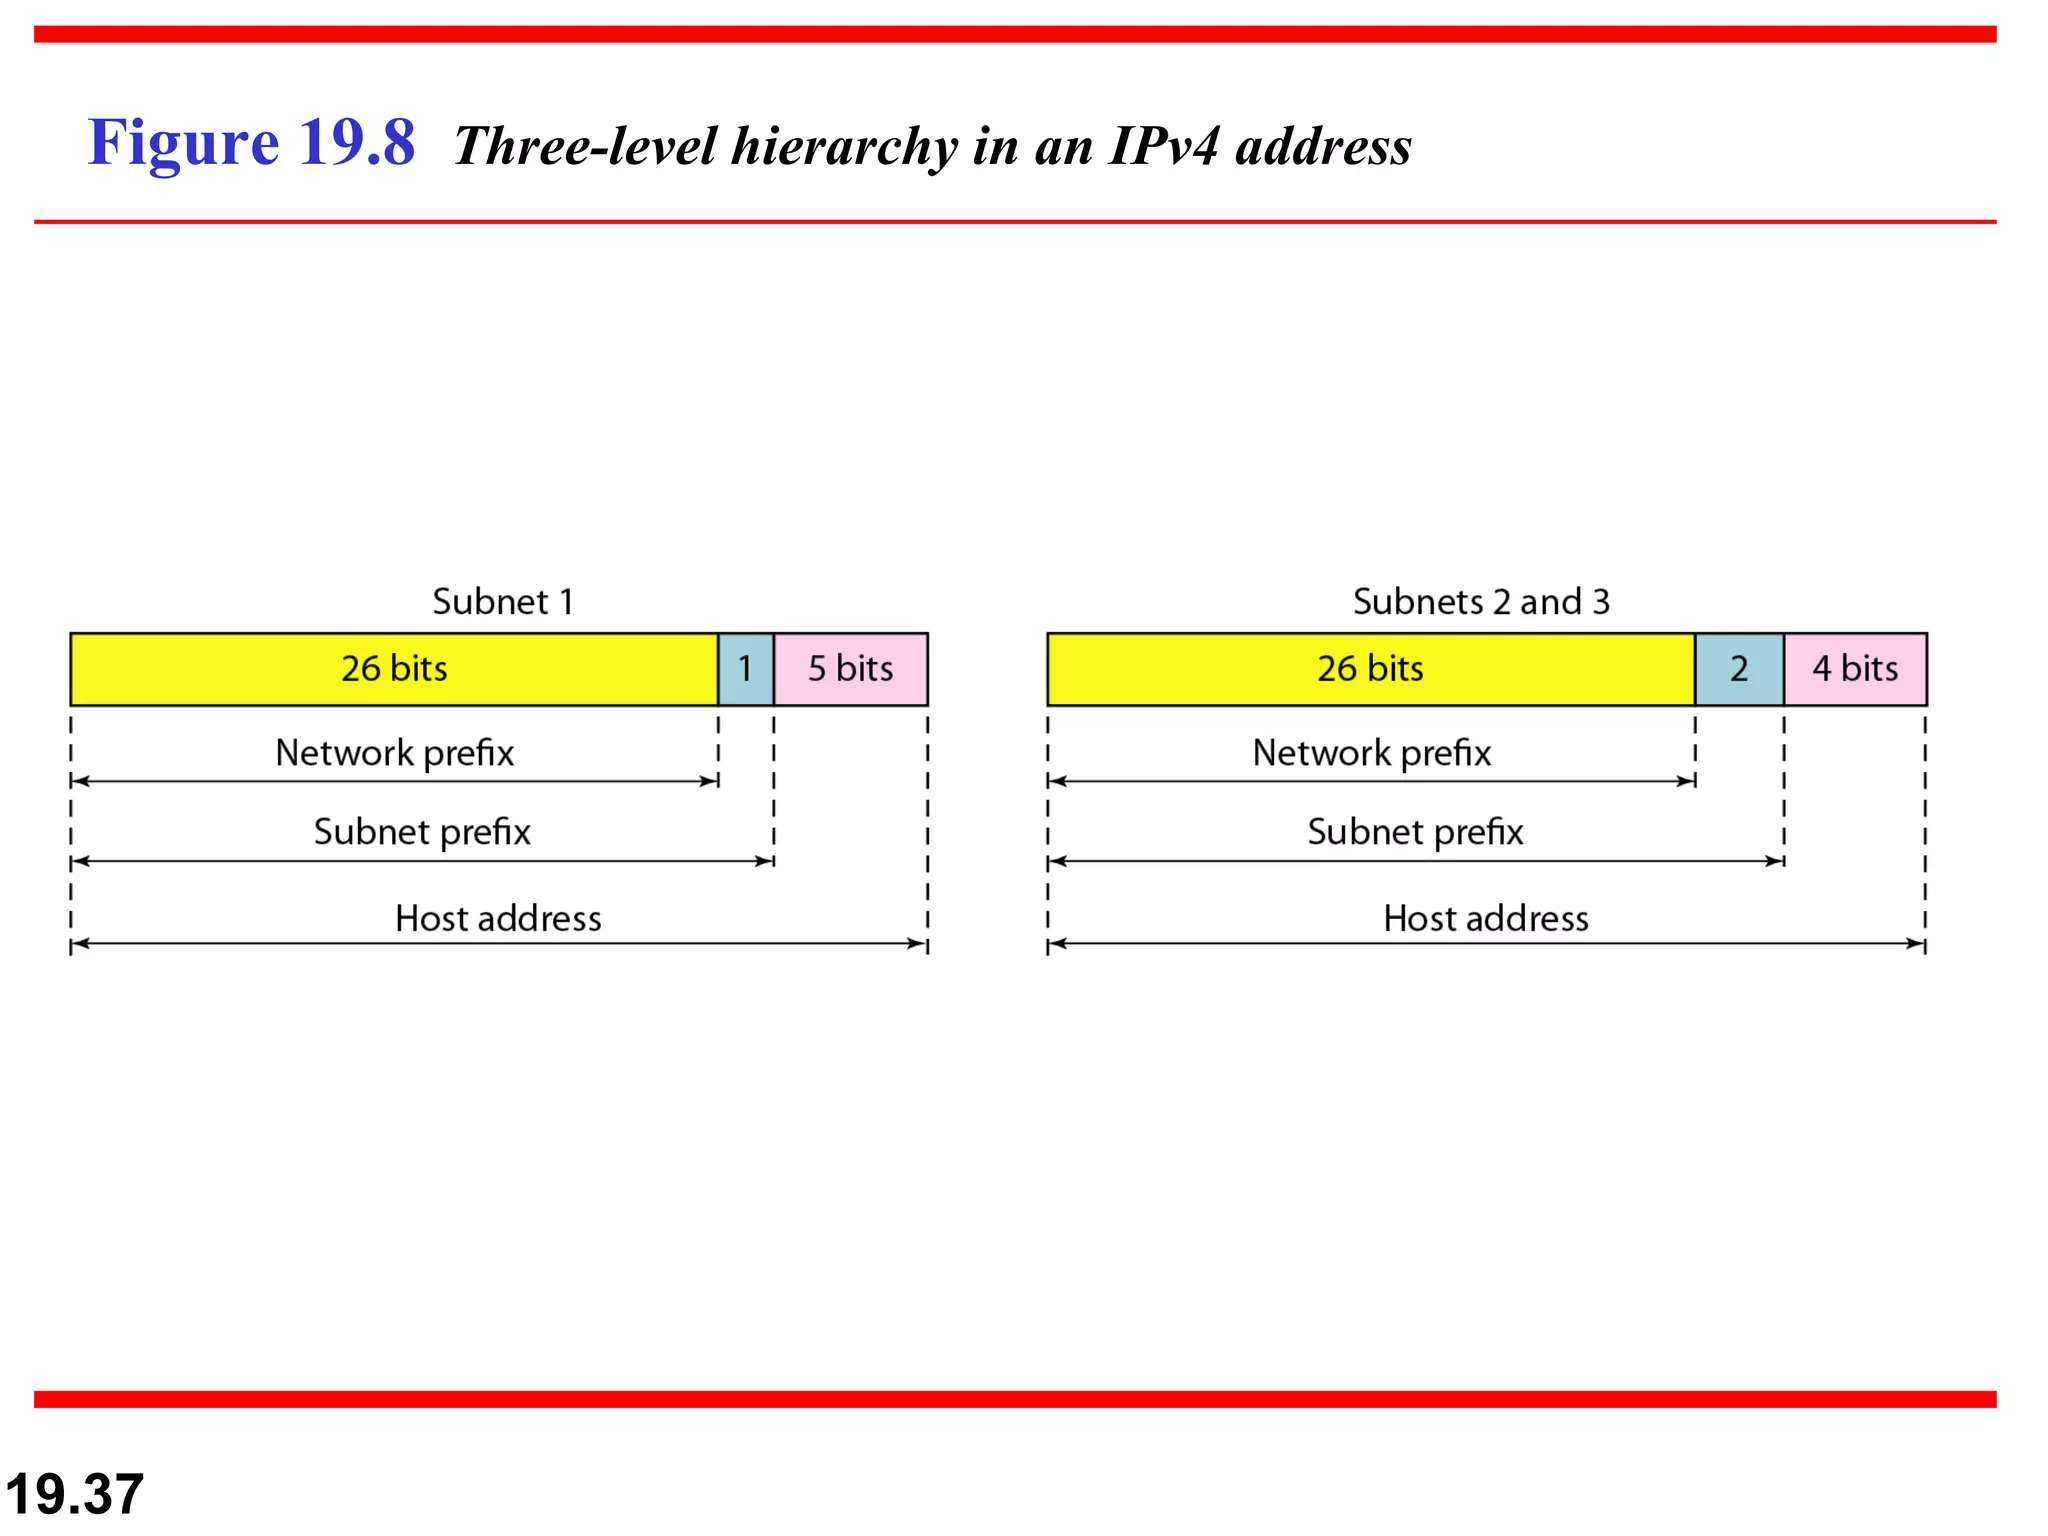 Figure 19.8 Three-level hierarchy in an IPv4 address
Subnet 1
26 bits 1 5 bits
Network prefix
Subnet prefix
Host address
Subnets 2 and 3
26 bits 2 4 bits
Network prefix
Subnet prefix
Host address
19.37